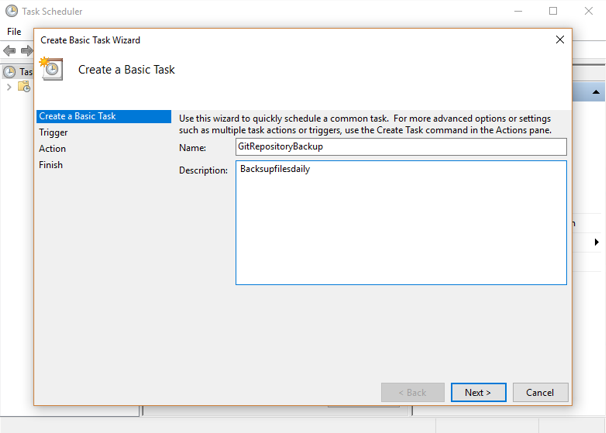 Task Scheduler
File
Create Basic Task Wizard
Create a Basic Task
Create a Basic Task
Trigger
Action
Finish
Use this wizard to quickly schedule a common task. For more advanced options or settings
such as multiple task actions or triggers, use the Create Task command in the Actions pane.
Name:
GitRepositoryBackup
Description:
Backsupfilesdaily
< Back
Next >
Cancel